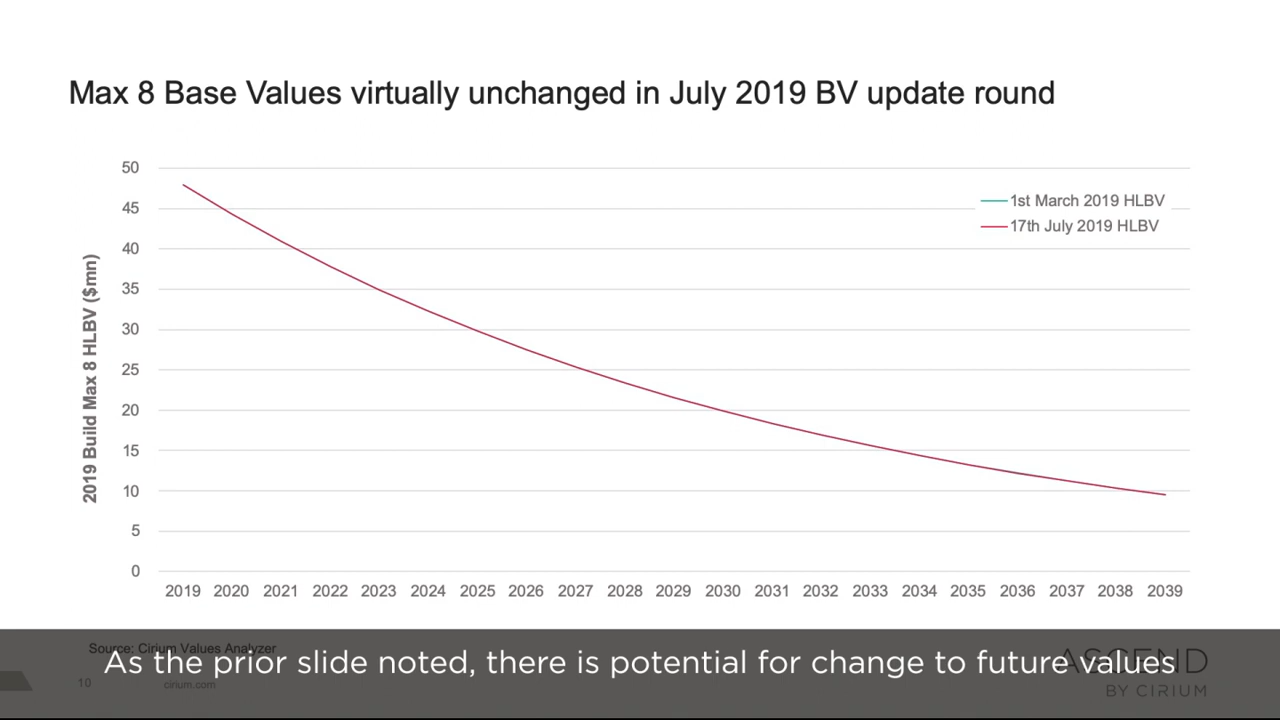 Max 8 Base Values virtually unchanged in July 2019 BV update round
50
45
40
35
30
25
20
15
10
5
0
2019 Build Max 8 HLBV ($mn)
1st March 2019 HLBV
17th July 2019 HLBV
2019 2020 2021 2022 2023 2024 2025 2026 2027 2028 2029 2030 2031 2032 2033 2034 2035 2036 2037 2038 2039
Source: Cirium Values Analyzer
As the prior slide noted, there is potential for change to future values
ASCEND
BY CIRIUM
10
cirium.com